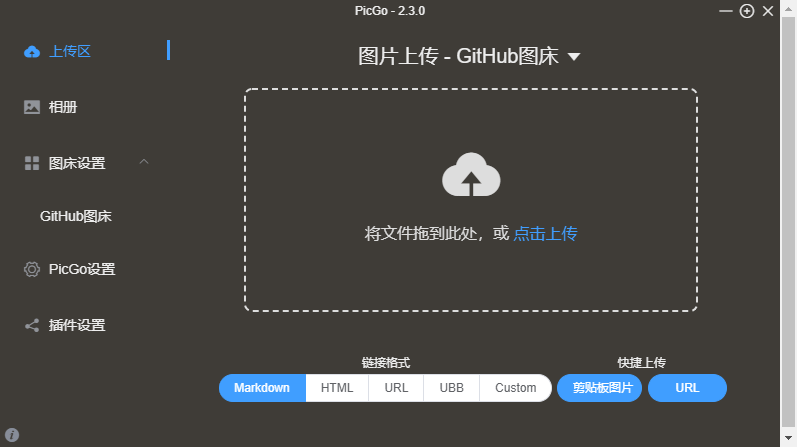 PicGo - 2.3.0
上传区
相册
图床设置
GitHub图床
PicGo设置
插件设置
图片上传 - GitHub图床
将文件拖到此处，或 点击上传
链接格式
Markdown HTML URL UBB Custom
快捷上传
剪贴板图片 URL